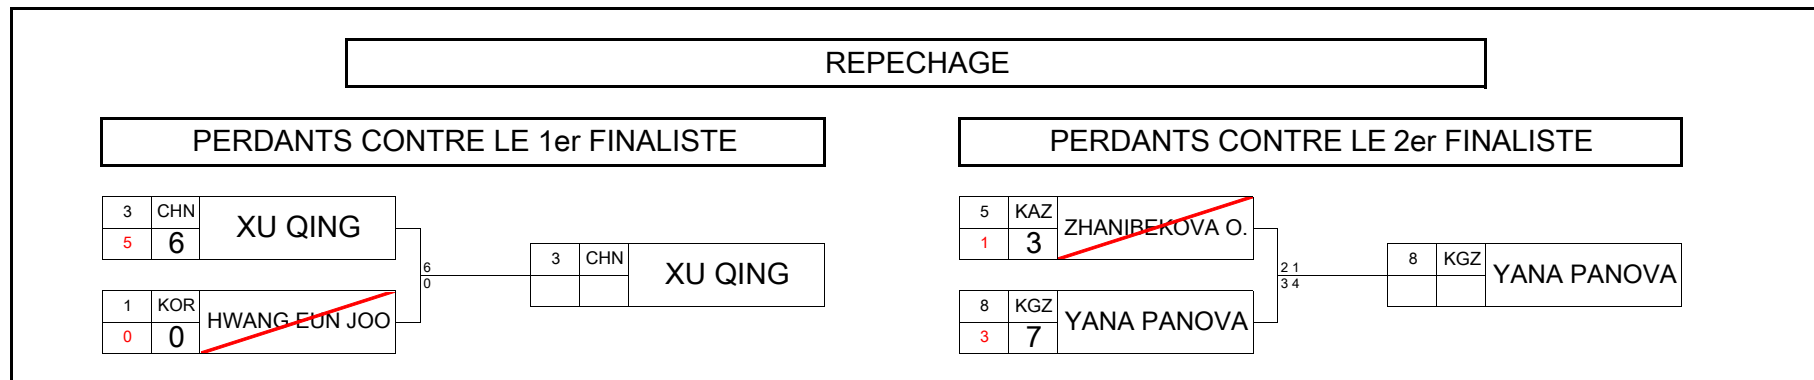 REPECHAGE
PERDANTS CONTRE LE 1er FINALISTE
PERDANTS CONTRE LE 2er FINALISTE
3 CHN XU QING
5 6
6
0
3 CHN XU QING
1 KOR HWANG EUN JOO
0 0
5 KAZ ZHANIBEKOVA O.
1 3
2 1
3 4
8 KGZ YANA PANOVA
8 KGZ YANA PANOVA
3 7